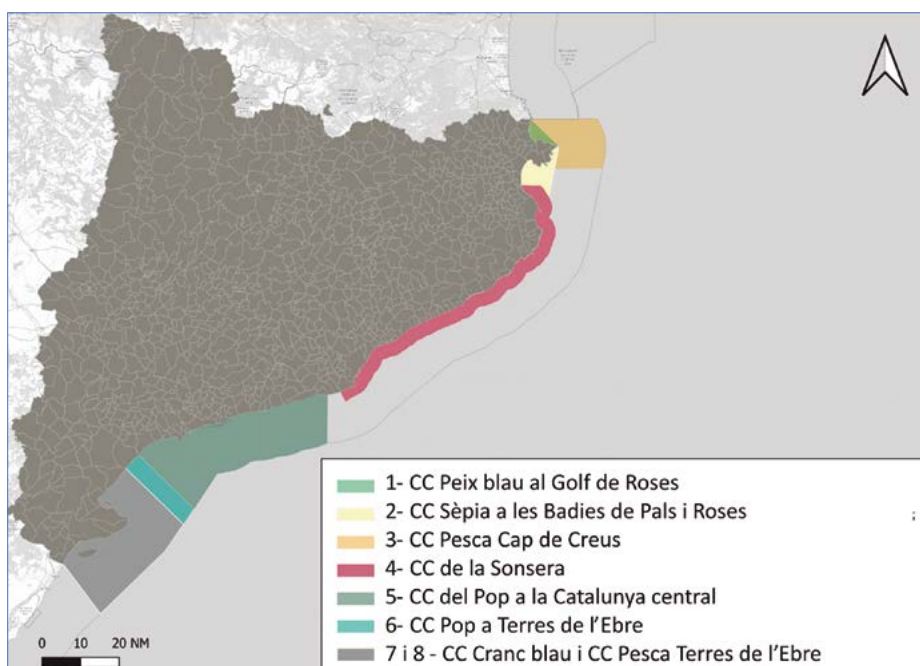 1- CC Peix blau al Golf de Roses
2- CC Sèpia a les Badies de Pals i Roses
;
3- CC Pesca Cap de Creus
4- CC de la Sonsera
5- CC del Pop a la Catalunya central
6- CC Pop a Terres de l'Ebre
7 i 8 - CC Cranc blau i CC Pesca Terres de l'Ebre
0 10 20 NM